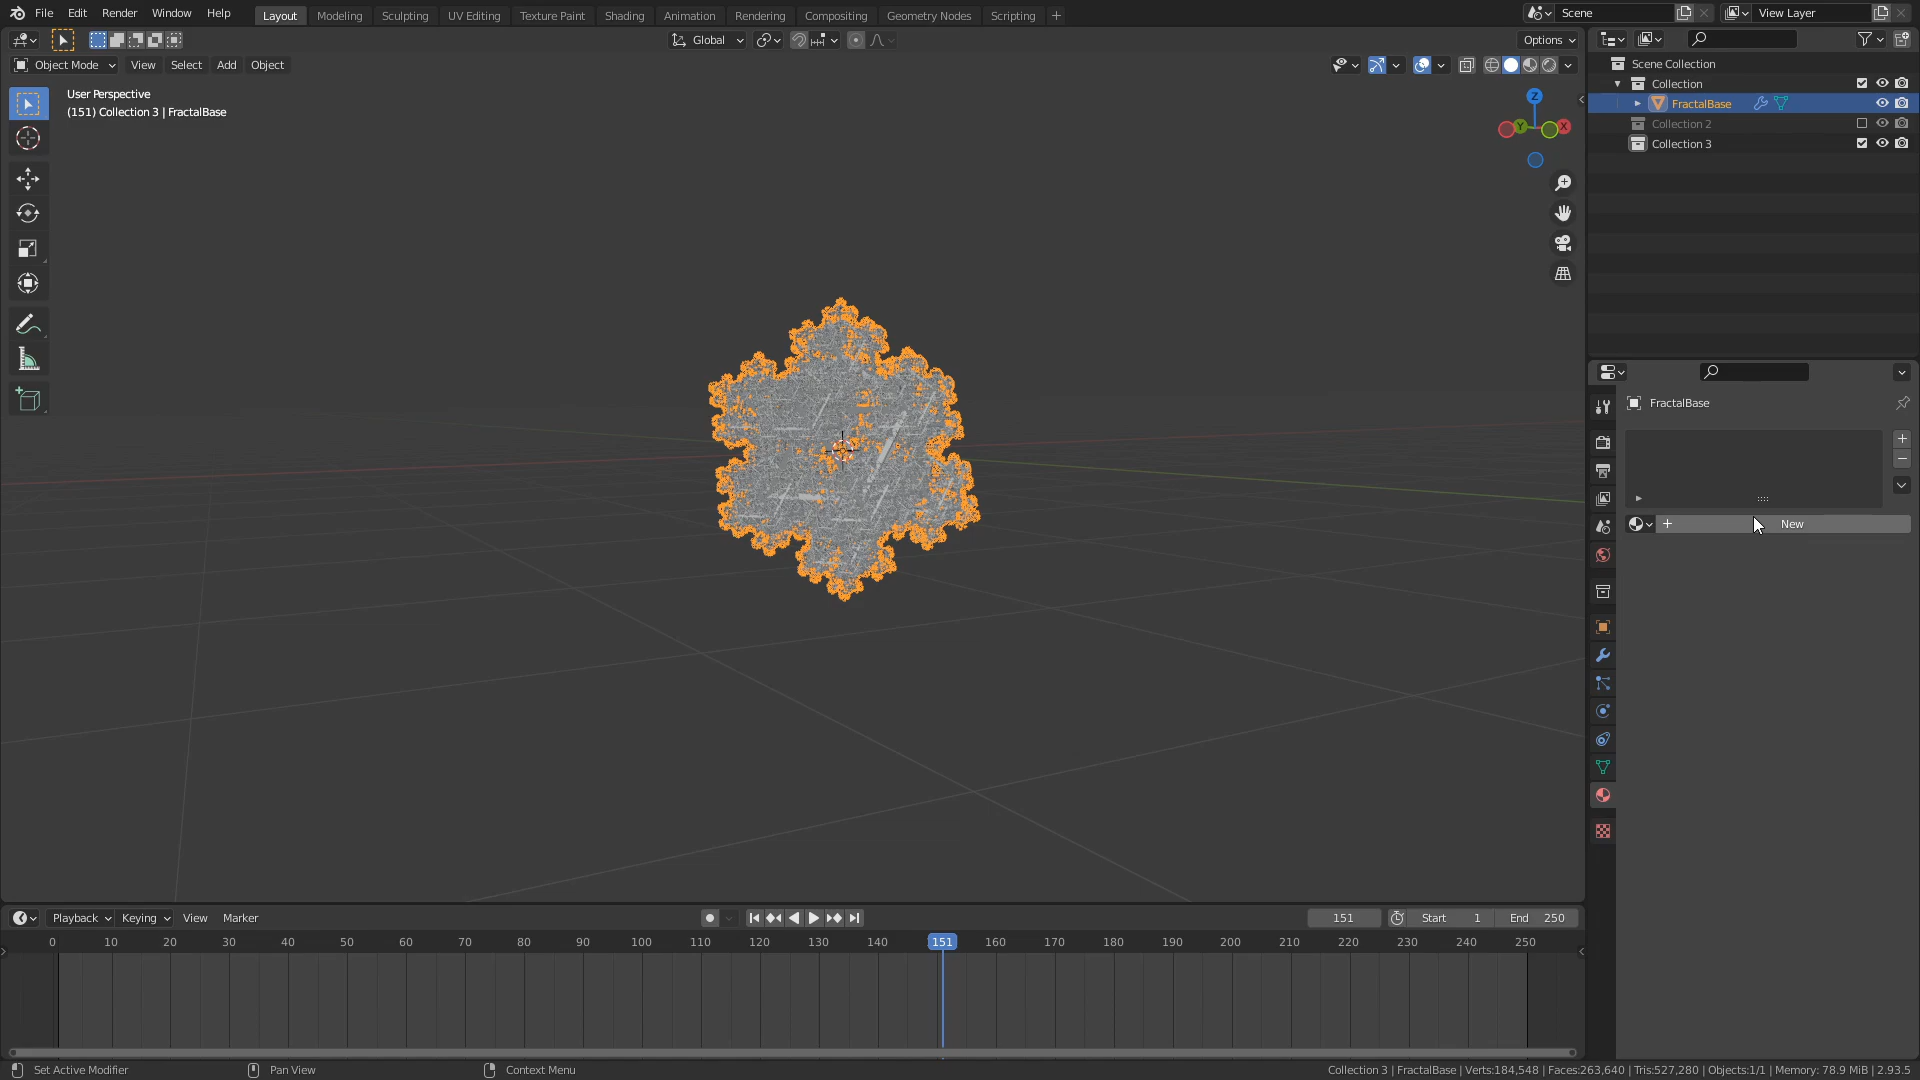 File Edit Render Window Help Layout Modeling Sculpting UV Editing Texture Paint Shading Animation Rendering Compositing Geometry Nodes Scripting + Scene View Layer
Global Options
Object Mode View Select Add Object
User Perspective
(151) Collection 3 | FractalBase
Z
Y X
Scene Collection
Collection
FractalBase
Collection 2
Collection 3
FractalBase
+ New
Playback Keying View Marker 151 Start 1 End 250
0 10 20 30 40 50 60 70 80 90 100 110 120 130 140 151 160 170 180 190 200 210 220 230 240 250
Set Active Modifier Pan View Context Menu Collection 3 | FractalBase | Verts:184,548 | Faces:263,640 | Tris:527,280 | Objects:1/1 | Memory: 78.9 MiB | 2.93.5